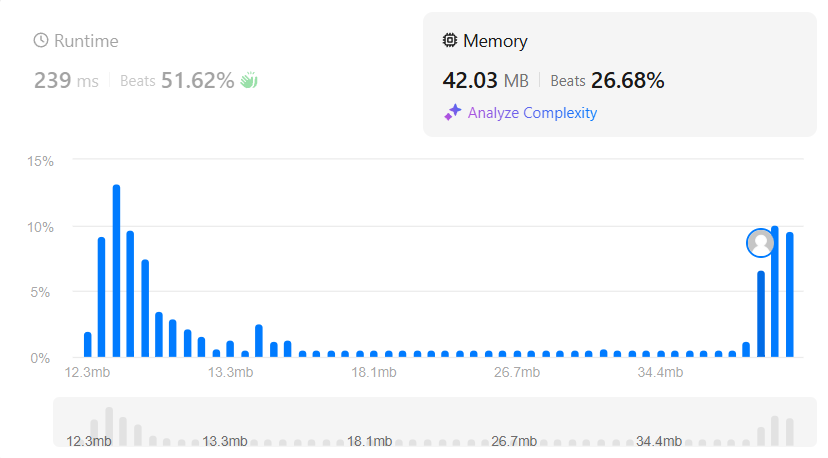 Runtime
239 ms | Beats 51.62%
Memory
42.03 MB | Beats 26.68%
Analyze Complexity
15%
10%
5%
0%
12.3mb 13.3mb 18.1mb 26.7mb 34.4mb
12.3mb 13.3mb 18.1mb 26.7mb 34.4mb